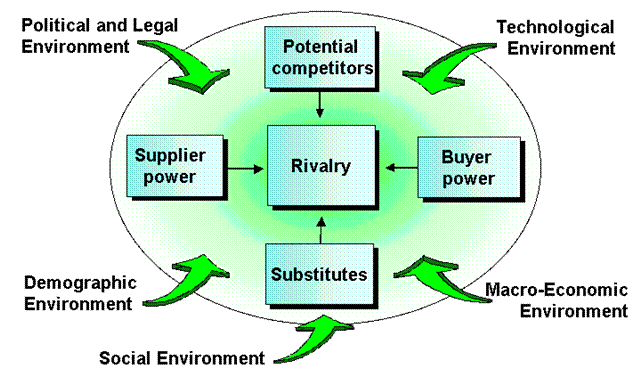 Political and Legal
Environment
Technological
Environment
Potential
competitors
Supplier
power
Rivalry
Buyer
power
Substitutes
Demographic
Environment
Macro-Economic
Environment
Social Environment